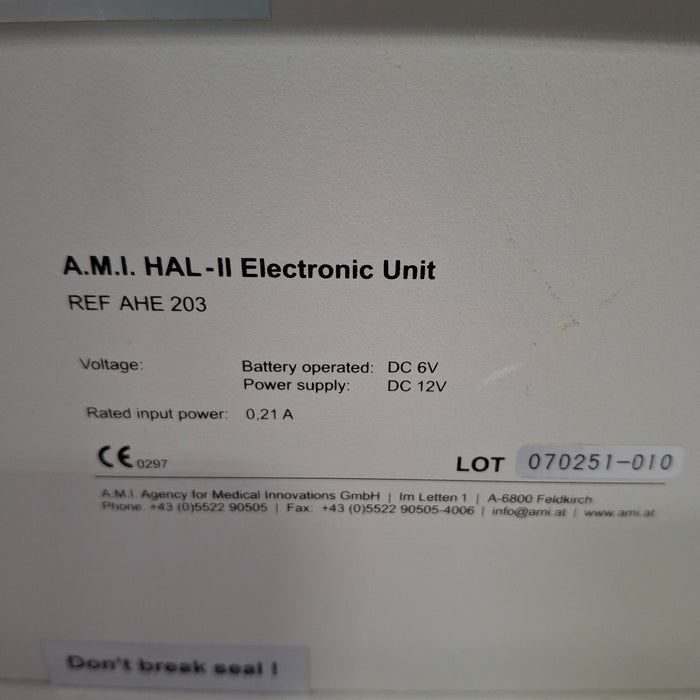 A.M.I. HAL-II Electronic Unit
REF AHE 203
Voltage: Battery operated: DC 6V
Power supply: DC 12V
Rated input power: 0,21 A
CE 0297 LOT 070251-010
A.M.I. Agency for Medical Innovations GmbH | Im Letten 1 | A-6800 Feldkirch
Phone: +43 (0)5522 90505 | Fax: +43 (0)5522 90505-4006 | info@ami.at | www.ami.at
Don't break seal !